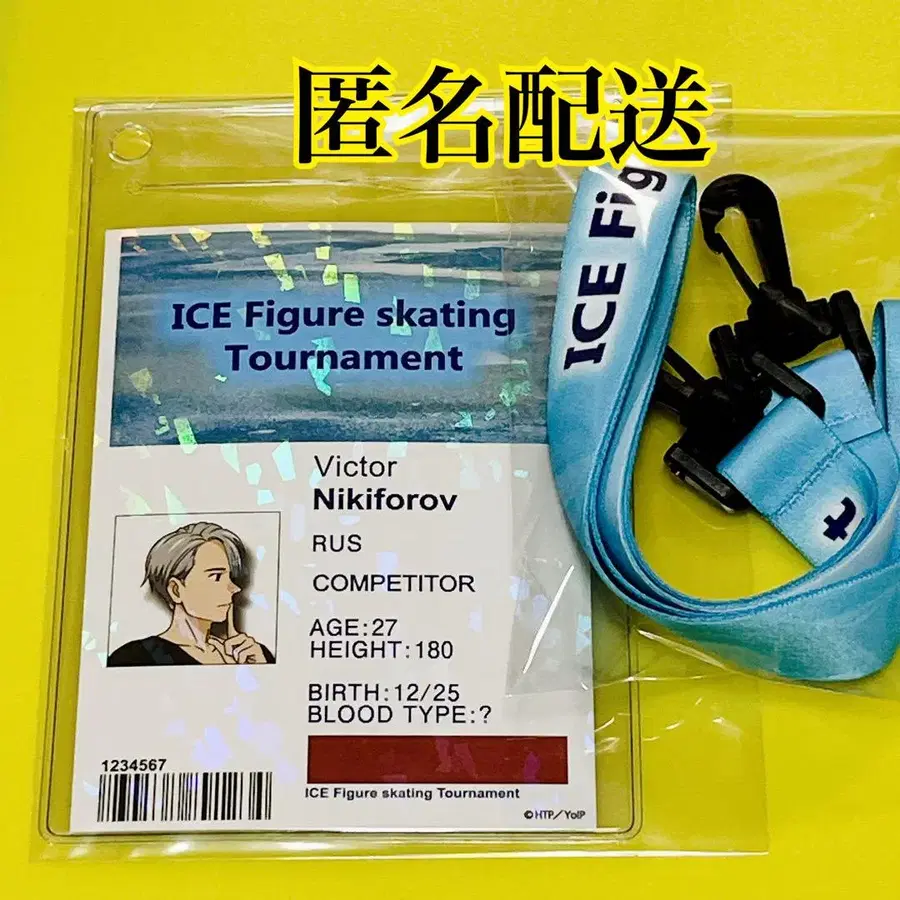 匿名配送
ICE Fig
ICE Figure skating
Tournament
Victor
Nikiforov
RUS
COMPETITOR
AGE:27
HEIGHT:180
BIRTH:12/25
BLOOD TYPE:?
1234567
ICE Figure skating Tournament
©HTP/YoIP
t